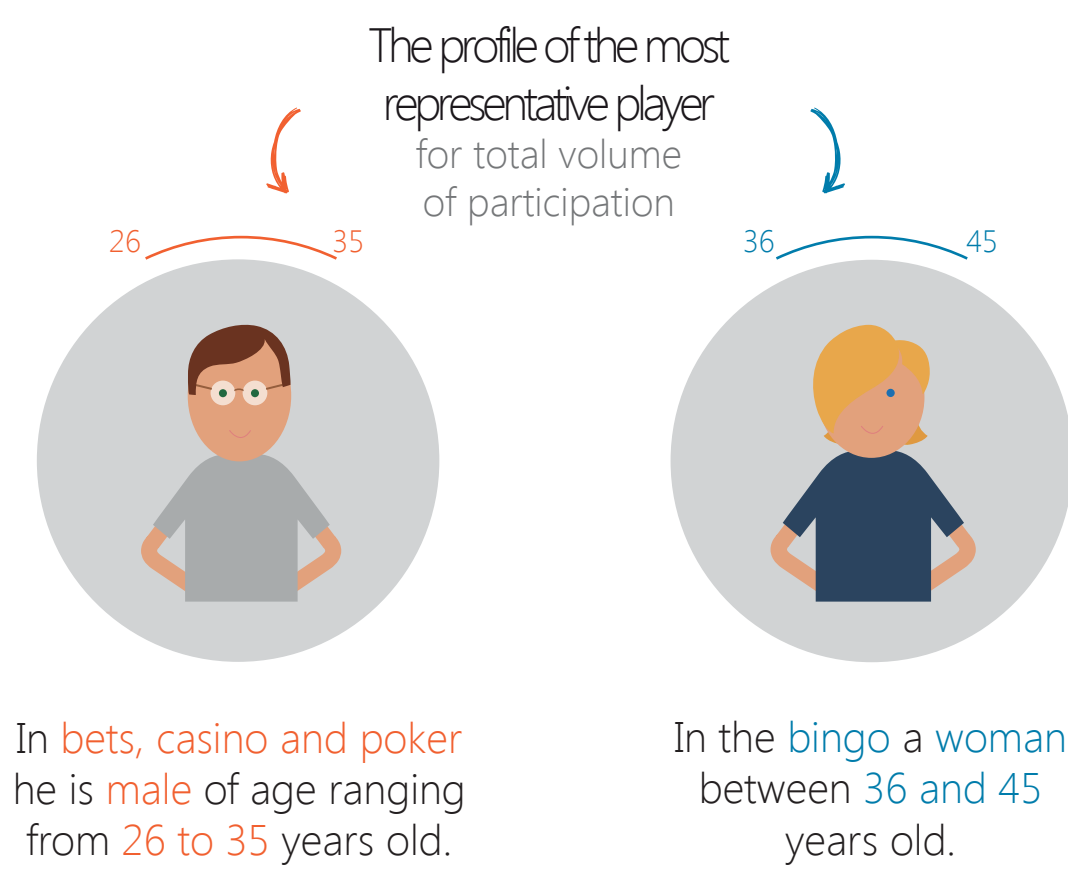 The profile of the most
representative player
for total volume
of participation
26
35
36
45
In bets, casino and poker
he is male of age ranging
from 26 to 35 years old.
In the bingo a woman
between 36 and 45
years old.